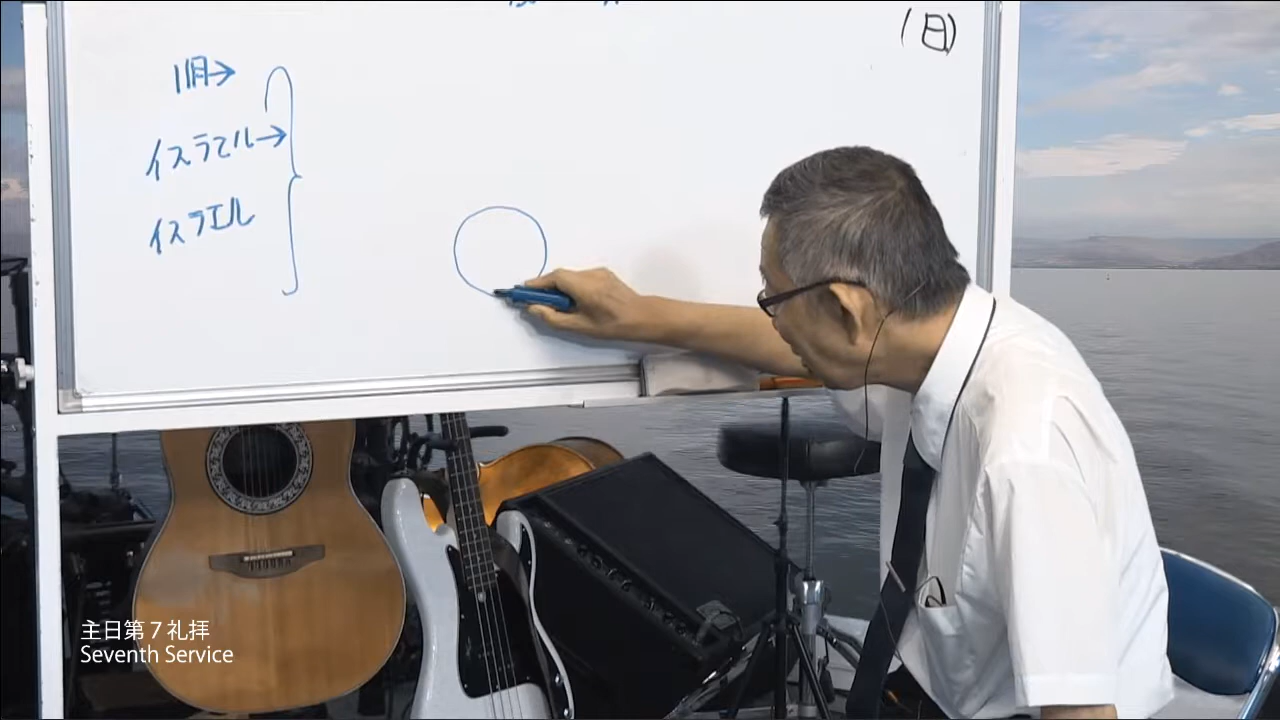 (日)
11月→
イスラエル→
イスラエル
主日第7礼拝
Seventh Service